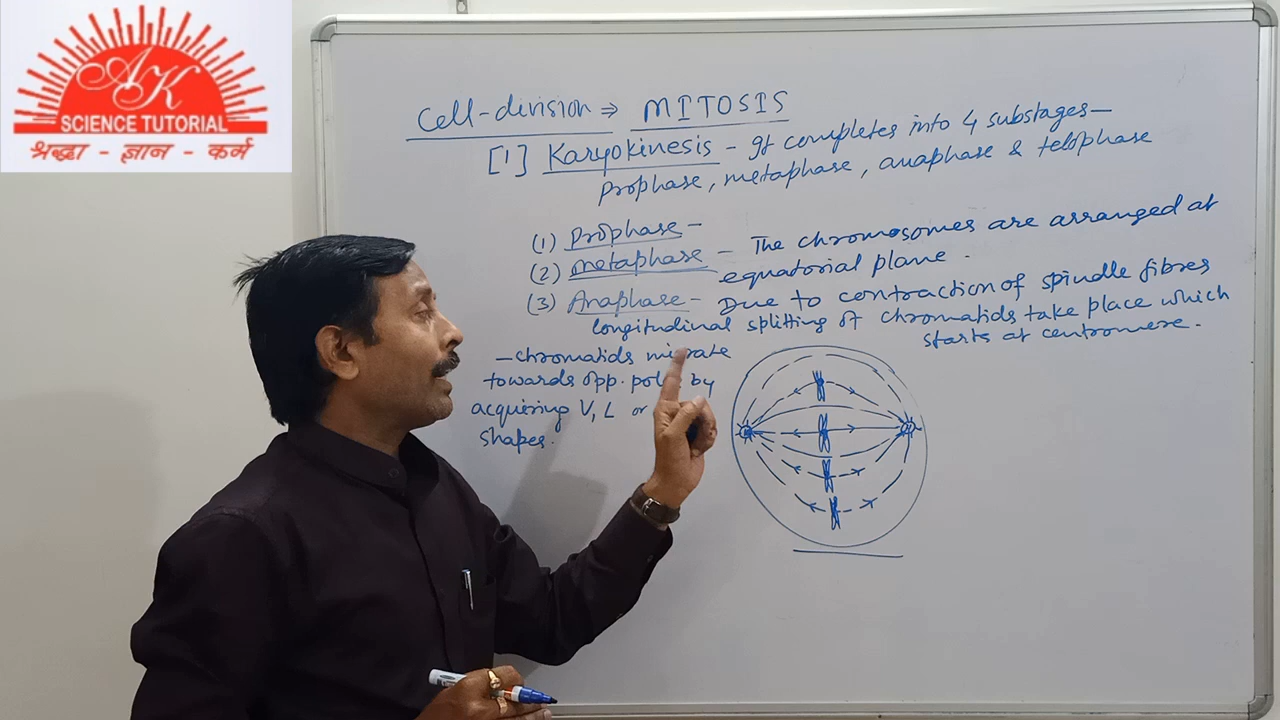 AK
SCIENCE TUTORIAL
श्रद्धा - ज्ञान - कर्म
Cell-division ⇒ MITOSIS
[1] Karyokinesis - It completes into 4 substages—
prophase, metaphase, anaphase & telophase
(1) Prophase -
(2) metaphase - The chromosomes are arranged at
equatorial plane.
(3) Anaphase - Due to contraction of spindle fibres
longitudinal splitting of chromatids take place which
starts at centromere.
- chromatids migrate
towards opp. poles by
acquiring V, L or
shapes.